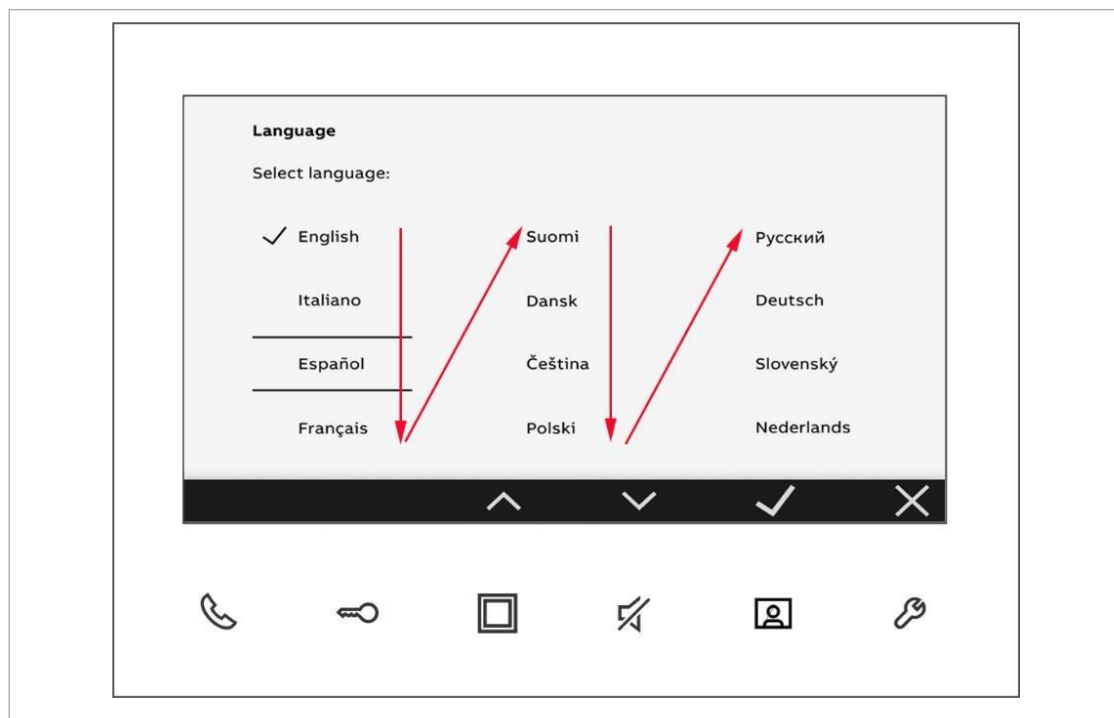 Language
Select language:
English
Italiano
Español
Français
Suomi
Dansk
Čeština
Polski
Русский
Deutsch
Slovenský
Nederlands